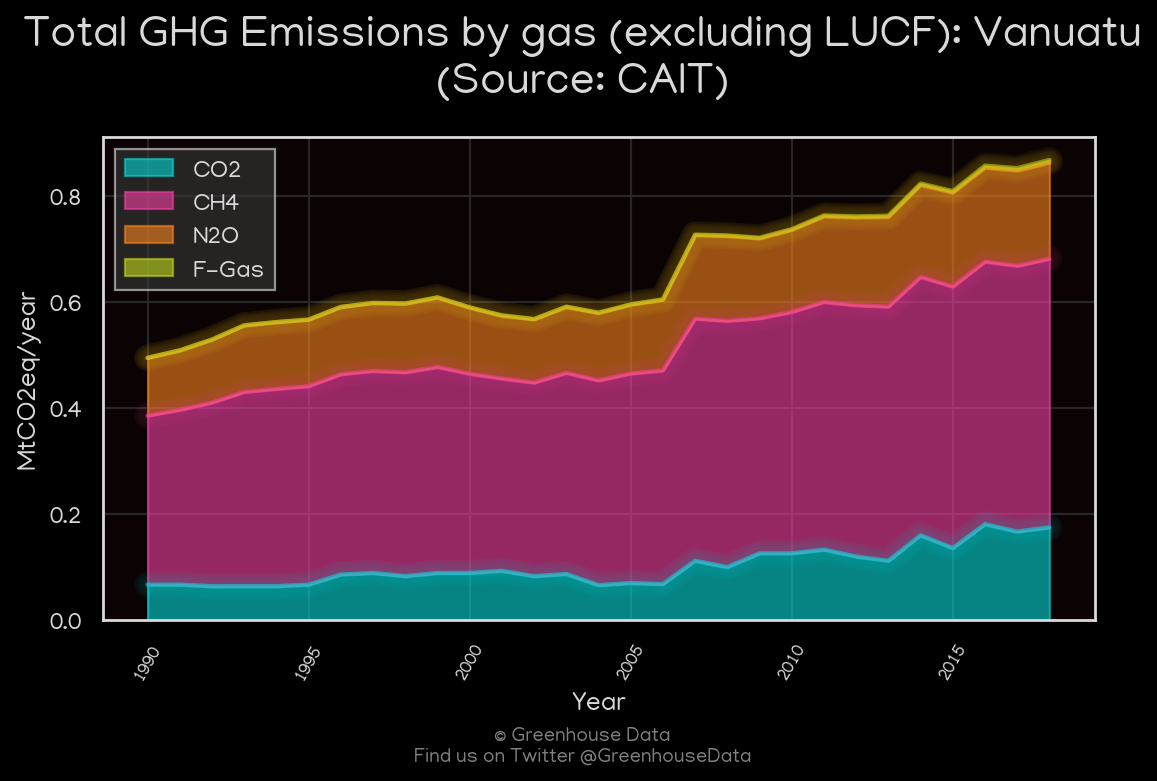 Total GHG Emissions by gas (excluding LUCF): Vanuatu
(Source: CAIT)
CO2
CH4
N2O
F-Gas
MtCO2eq/year
0.8
0.6
0.4
0.2
0.0
1990
1995
2000
2005
2010
2015
Year
© Greenhouse Data
Find us on Twitter @GreenhouseData